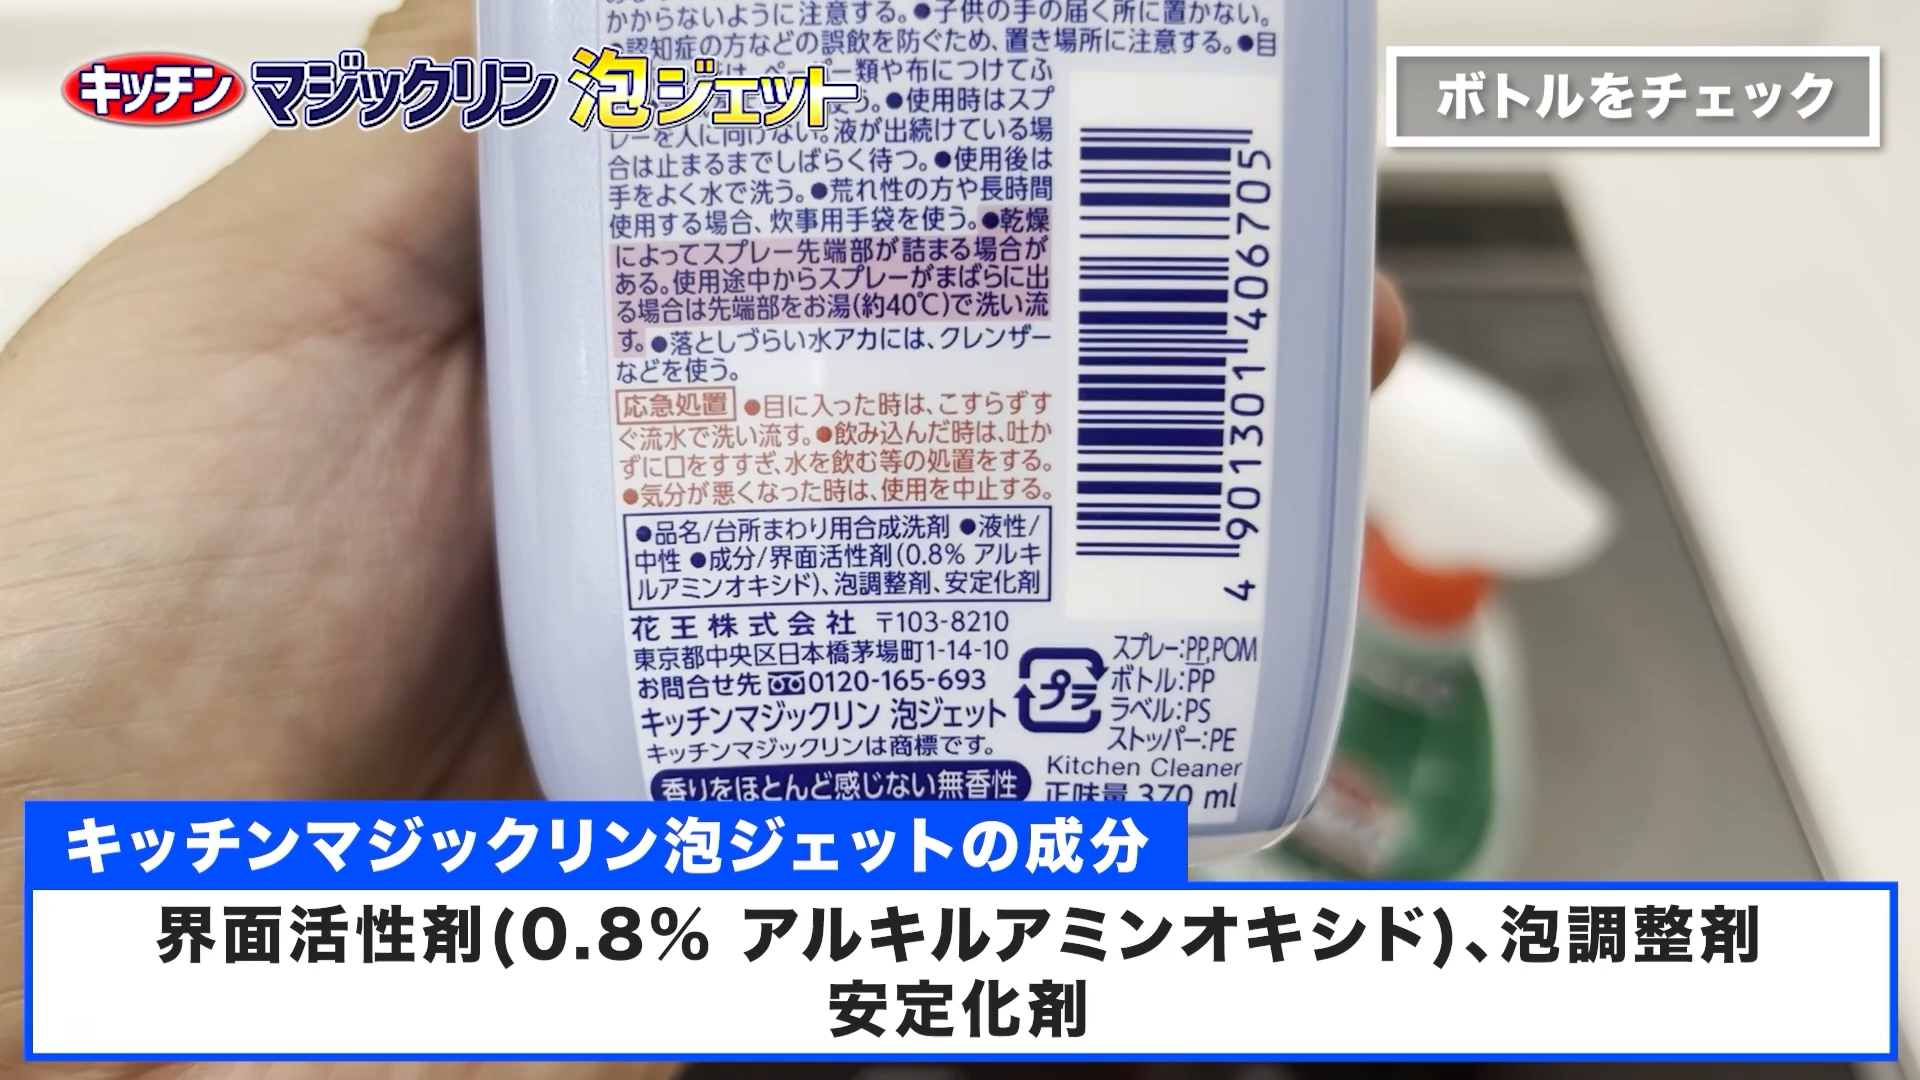 キッチン マジックリン 泡ジェット
ボトルをチェック
かからないように注意する。●子供の手の届く所に置かない。
●認知症の方などの誤飲を防ぐため、置き場所に注意する。●目
類や布につけてふ
●使用時はスプ
レーを人に向けない。液が出続けている場
合は止まるまでしばらく待つ。●使用後は
手をよく水で洗う。●荒れ性の方や長時間
使用する場合、炊事用手袋を使う。●乾燥
によってスプレー先端部が詰まる場合が
ある。使用途中からスプレーがまばらに出
る場合は先端部をお湯(約40℃)で洗い流
す。●落としづらい水アカには、クレンザー
などを使う。
応急処置 ●目に入った時は、こすらずす
ぐ流水で洗い流す。●飲み込んだ時は、吐か
ずに口をすすぎ、水を飲む等の処置をする。
●気分が悪くなった時は、使用を中止する。
●品名/台所まわり用合成洗剤 ●液性/
中性 ●成分/界面活性剤(0.8% アルキ
ルアミンオキシド)、泡調整剤、安定化剤
花王株式会社 〒103-8210
東京都中央区日本橋茅場町1-14-10
お問合せ先 0120-165-693
キッチンマジックリン 泡ジェット
キッチンマジックリンは商標です。
香りをほとんど感じない無香性
4 901301 406705
プラ
スプレー:PP,POM
ボトル:PP
ラベル:PS
ストッパー:PE
Kitchen Cleaner
正味量 370 ml
キッチンマジックリン泡ジェットの成分
界面活性剤(0.8% アルキルアミンオキシド)、泡調整剤
安定化剤